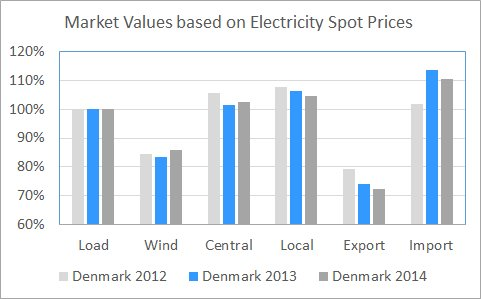 Market Values based on Electricity Spot Prices
120%
110%
100%
90%
80%
70%
60%
Load Wind Central Local Export Import
Denmark 2012 Denmark 2013 Denmark 2014